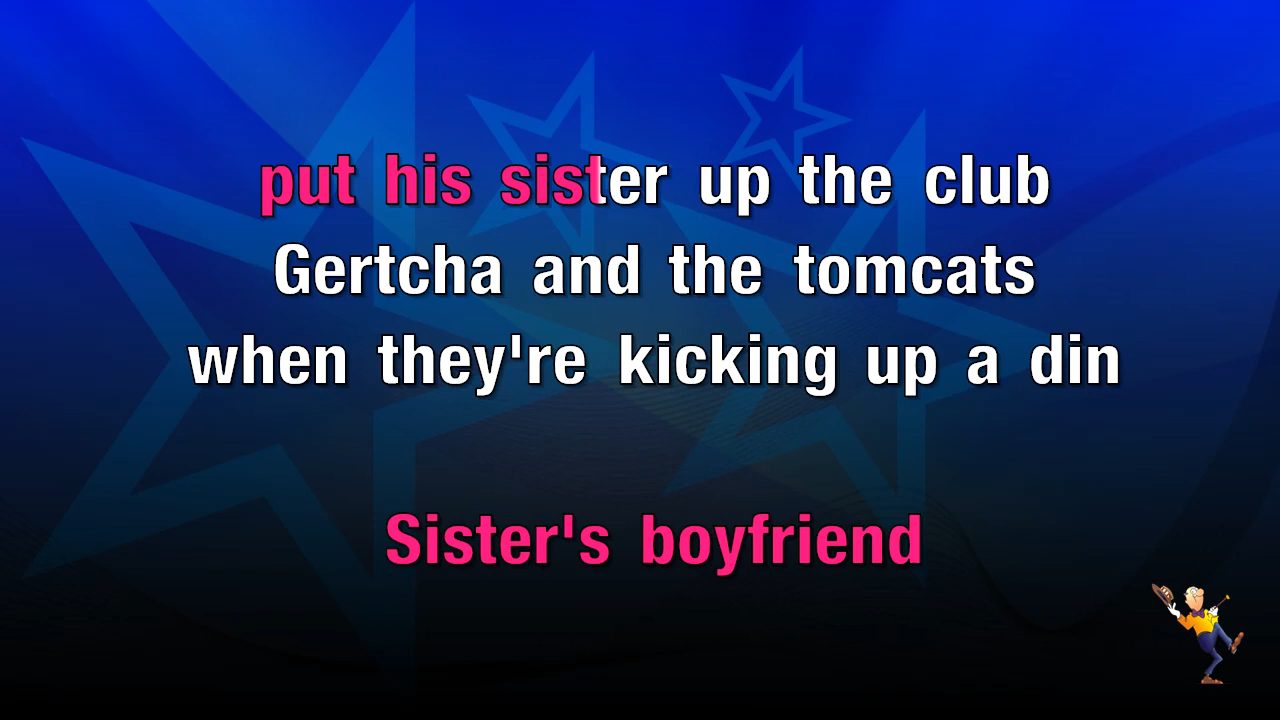 put his sister up the club
Gertcha and the tomcats
when they're kicking up a din
Sister's boyfriend